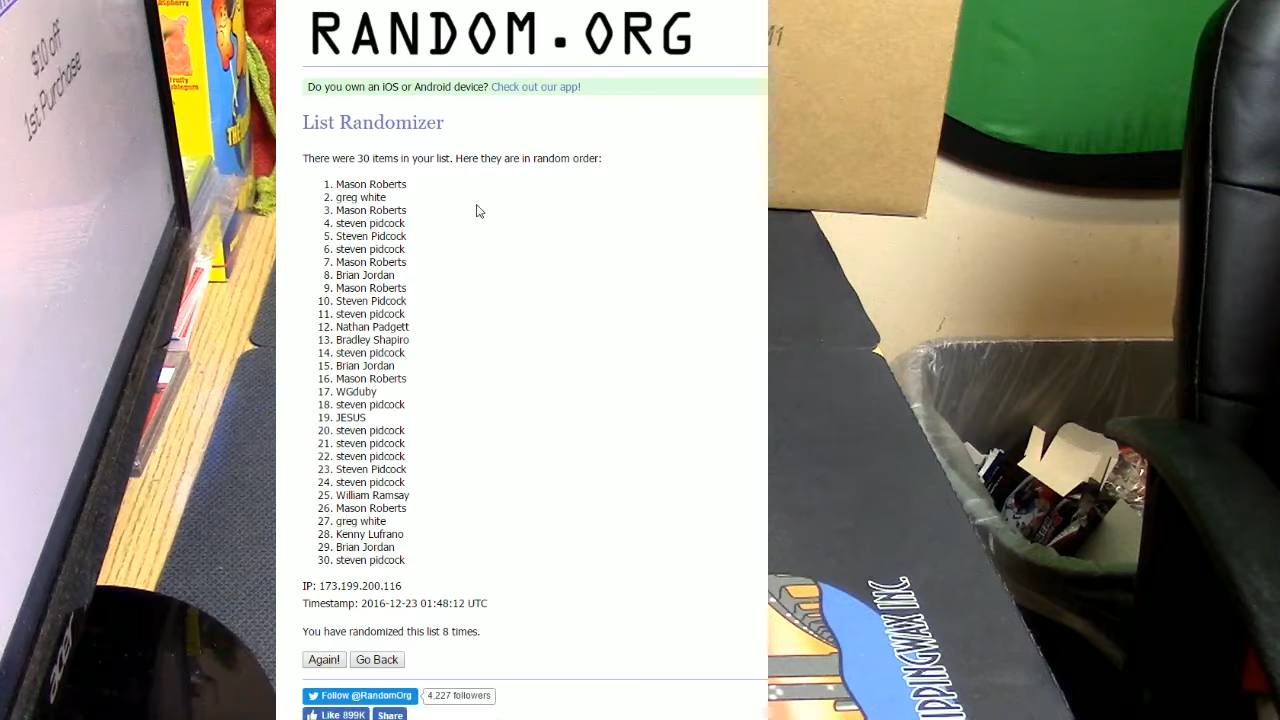 $10 off
1st Purchase
RANDOM.ORG
Do you own an iOS or Android device? Check out our app!
List Randomizer
There were 30 items in your list. Here they are in random order:
1. Mason Roberts
2. greg white
3. Mason Roberts
4. steven pidcock
5. Steven Pidcock
6. steven pidcock
7. Mason Roberts
8. Brian Jordan
9. Mason Roberts
10. Steven Pidcock
11. steven pidcock
12. Nathan Padgett
13. Bradley Shapiro
14. steven pidcock
15. Brian Jordan
16. Mason Roberts
17. WGduby
18. steven pidcock
19. JESUS
20. steven pidcock
21. steven pidcock
22. steven pidcock
23. Steven Pidcock
24. steven pidcock
25. William Ramsay
26. Mason Roberts
27. greg white
28. Kenny Lufrano
29. Brian Jordan
30. steven pidcock
IP: 173.199.200.116
Timestamp: 2016-12-23 01:48:12 UTC
You have randomized this list 8 times.
Again! Go Back
Follow @RandomOrg 4,227 followers
Like 899K Share
acer
PPINGWAX INC.